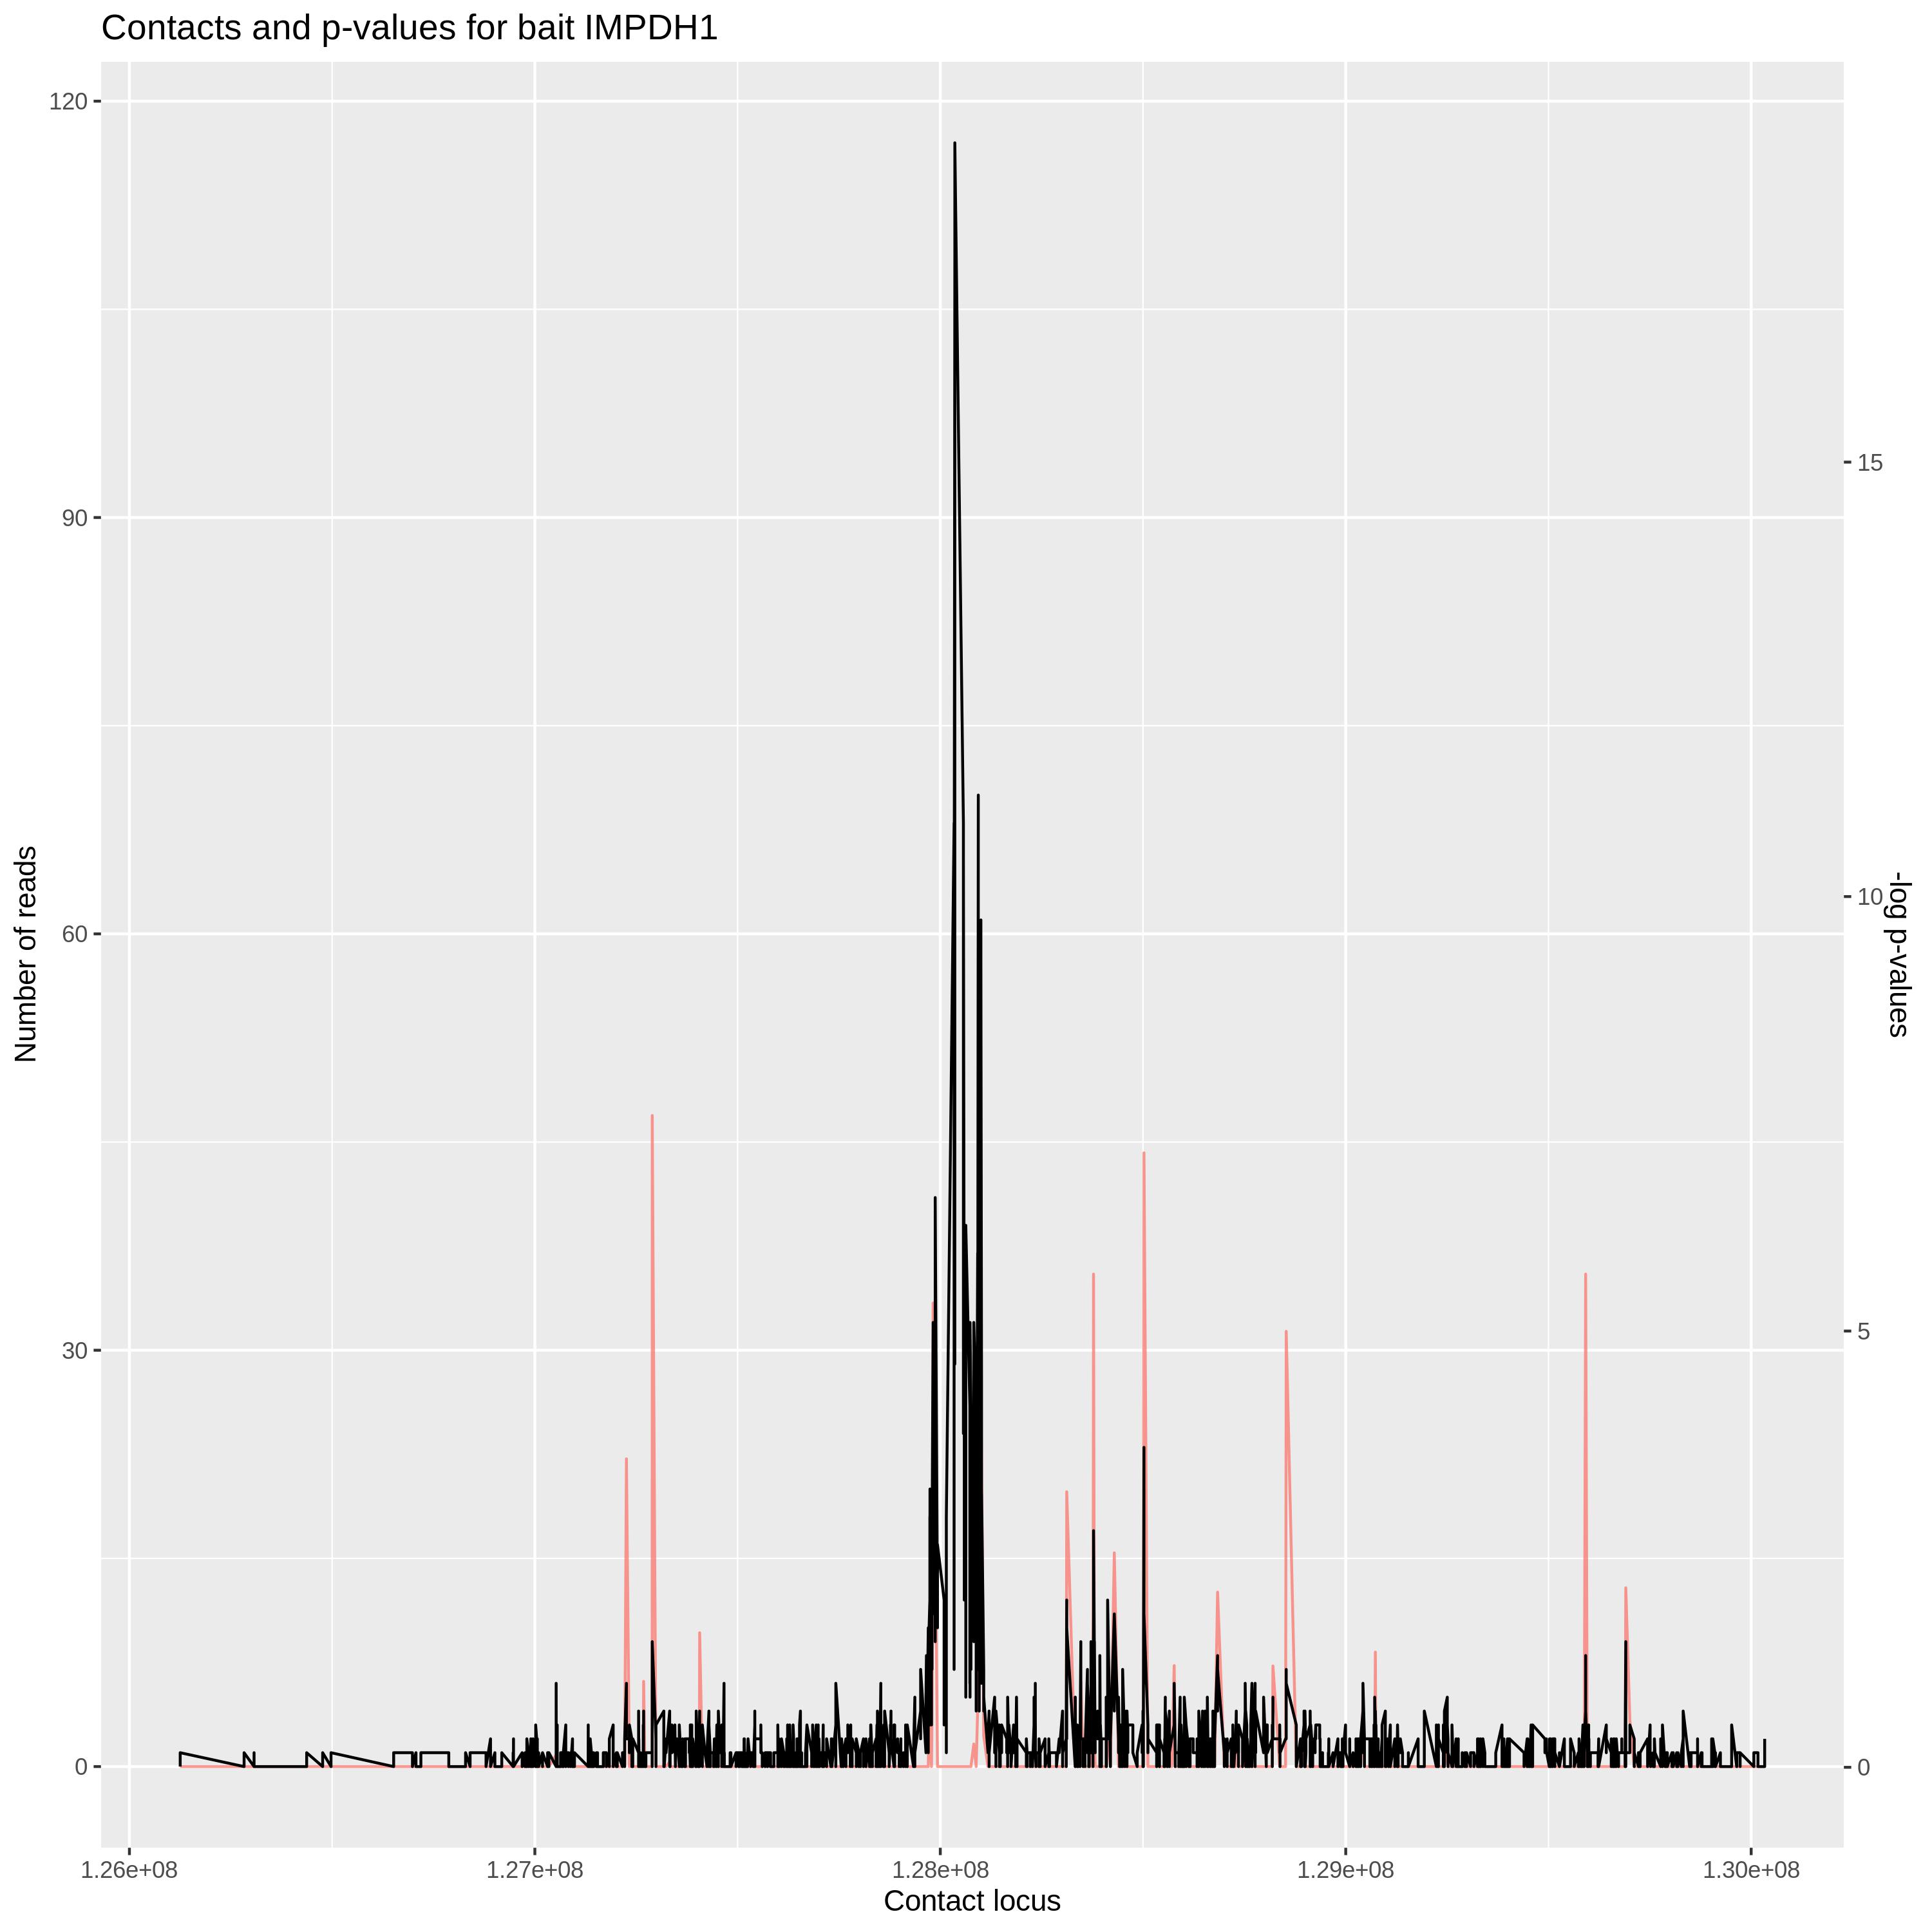 Contacts and p-values for bait IMPDH1
120
90
60
30
0
Number of reads
15
10
5
0
-log p-values
1.26e+08 1.27e+08 1.28e+08 1.29e+08 1.30e+08
Contact locus